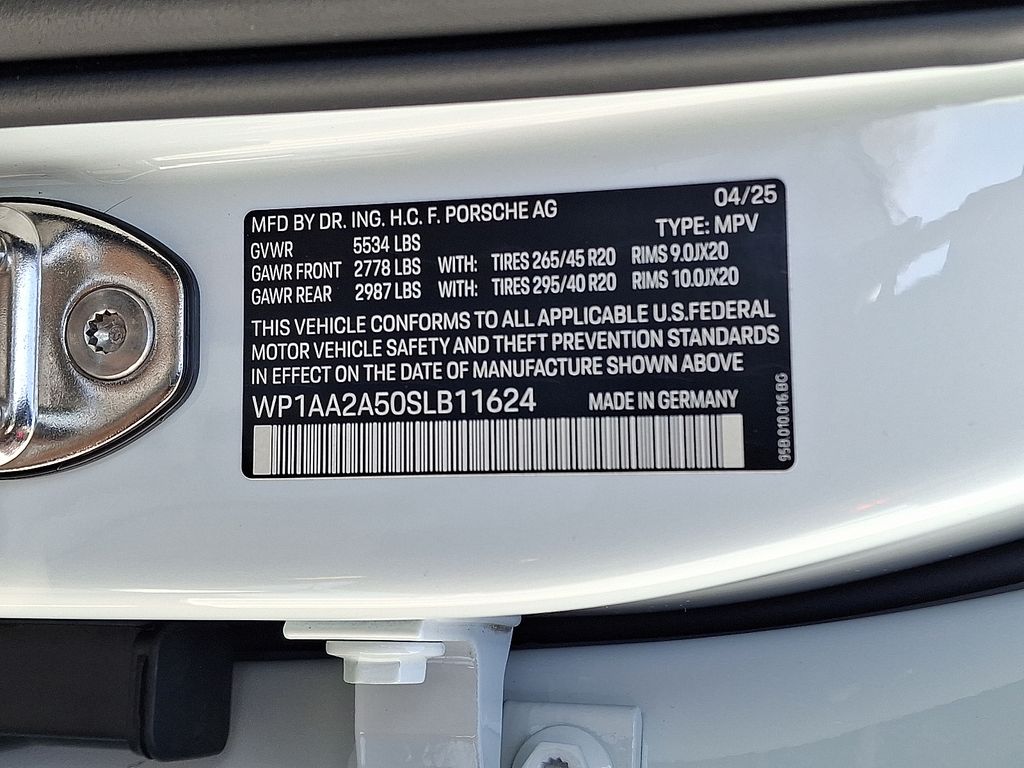 MFD BY DR. ING. H.C. F. PORSCHE AG 04/25
GVWR 5534 LBS TYPE: MPV
GAWR FRONT 2778 LBS WITH: TIRES 265/45 R20 RIMS 9.0JX20
GAWR REAR 2987 LBS WITH: TIRES 295/40 R20 RIMS 10.0JX20
THIS VEHICLE CONFORMS TO ALL APPLICABLE U.S.FEDERAL
MOTOR VEHICLE SAFETY AND THEFT PREVENTION STANDARDS
IN EFFECT ON THE DATE OF MANUFACTURE SHOWN ABOVE
WP1AA2A50SLB11624 MADE IN GERMANY
95B.010.016.BG